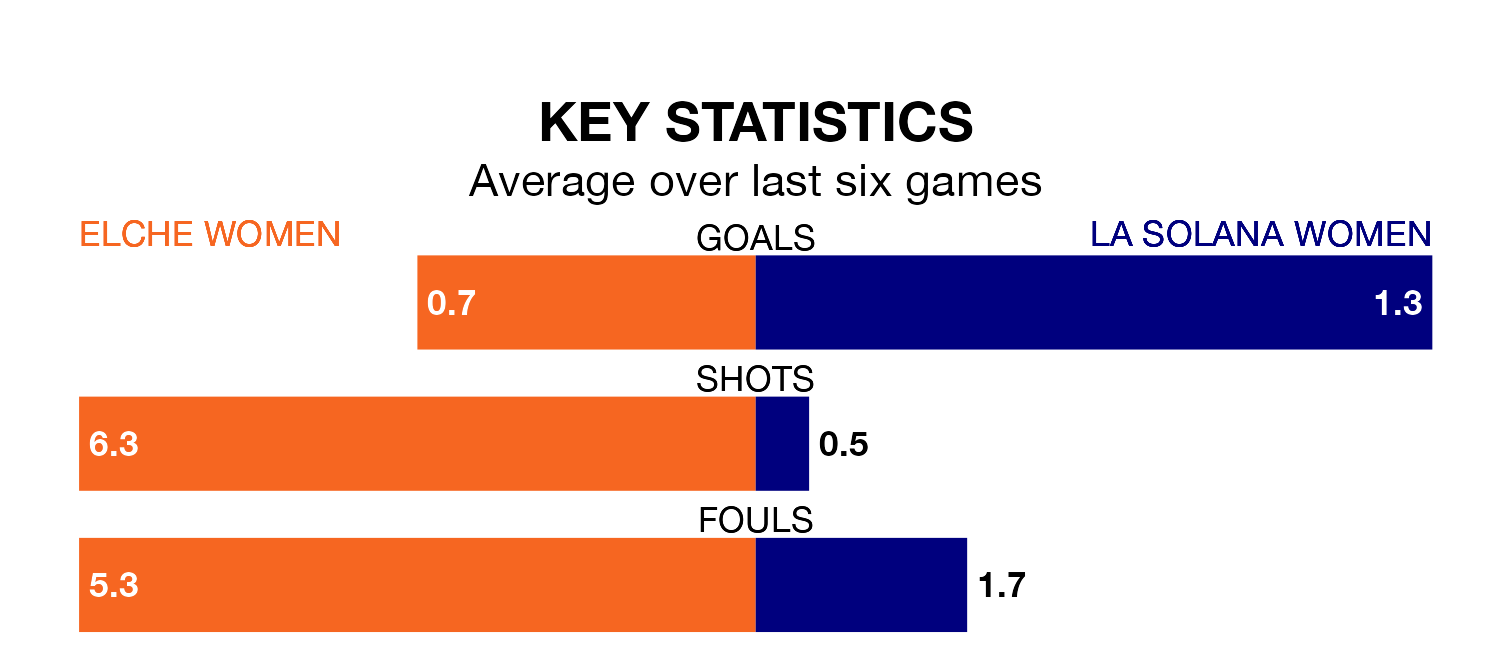 KEY STATISTICS
Average over last six games
ELCHE WOMEN
GOALS
LA SOLANA WOMEN
0.7
1.3
SHOTS
6.3
0.5
FOULS
5.3
1.7